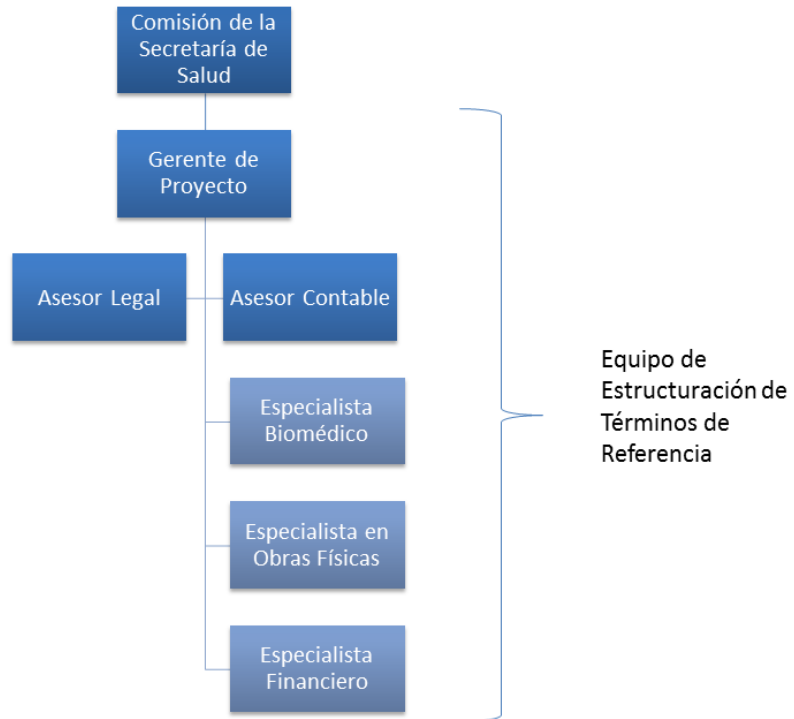 Comisión de la
Secretaría de
Salud
Gerente de
Proyecto
Asesor Legal
Asesor Contable
Especialista
Biomédico
Especialista en
Obras Físicas
Especialista
Financiero
Equipo de
Estructuración de
Términos de
Referencia